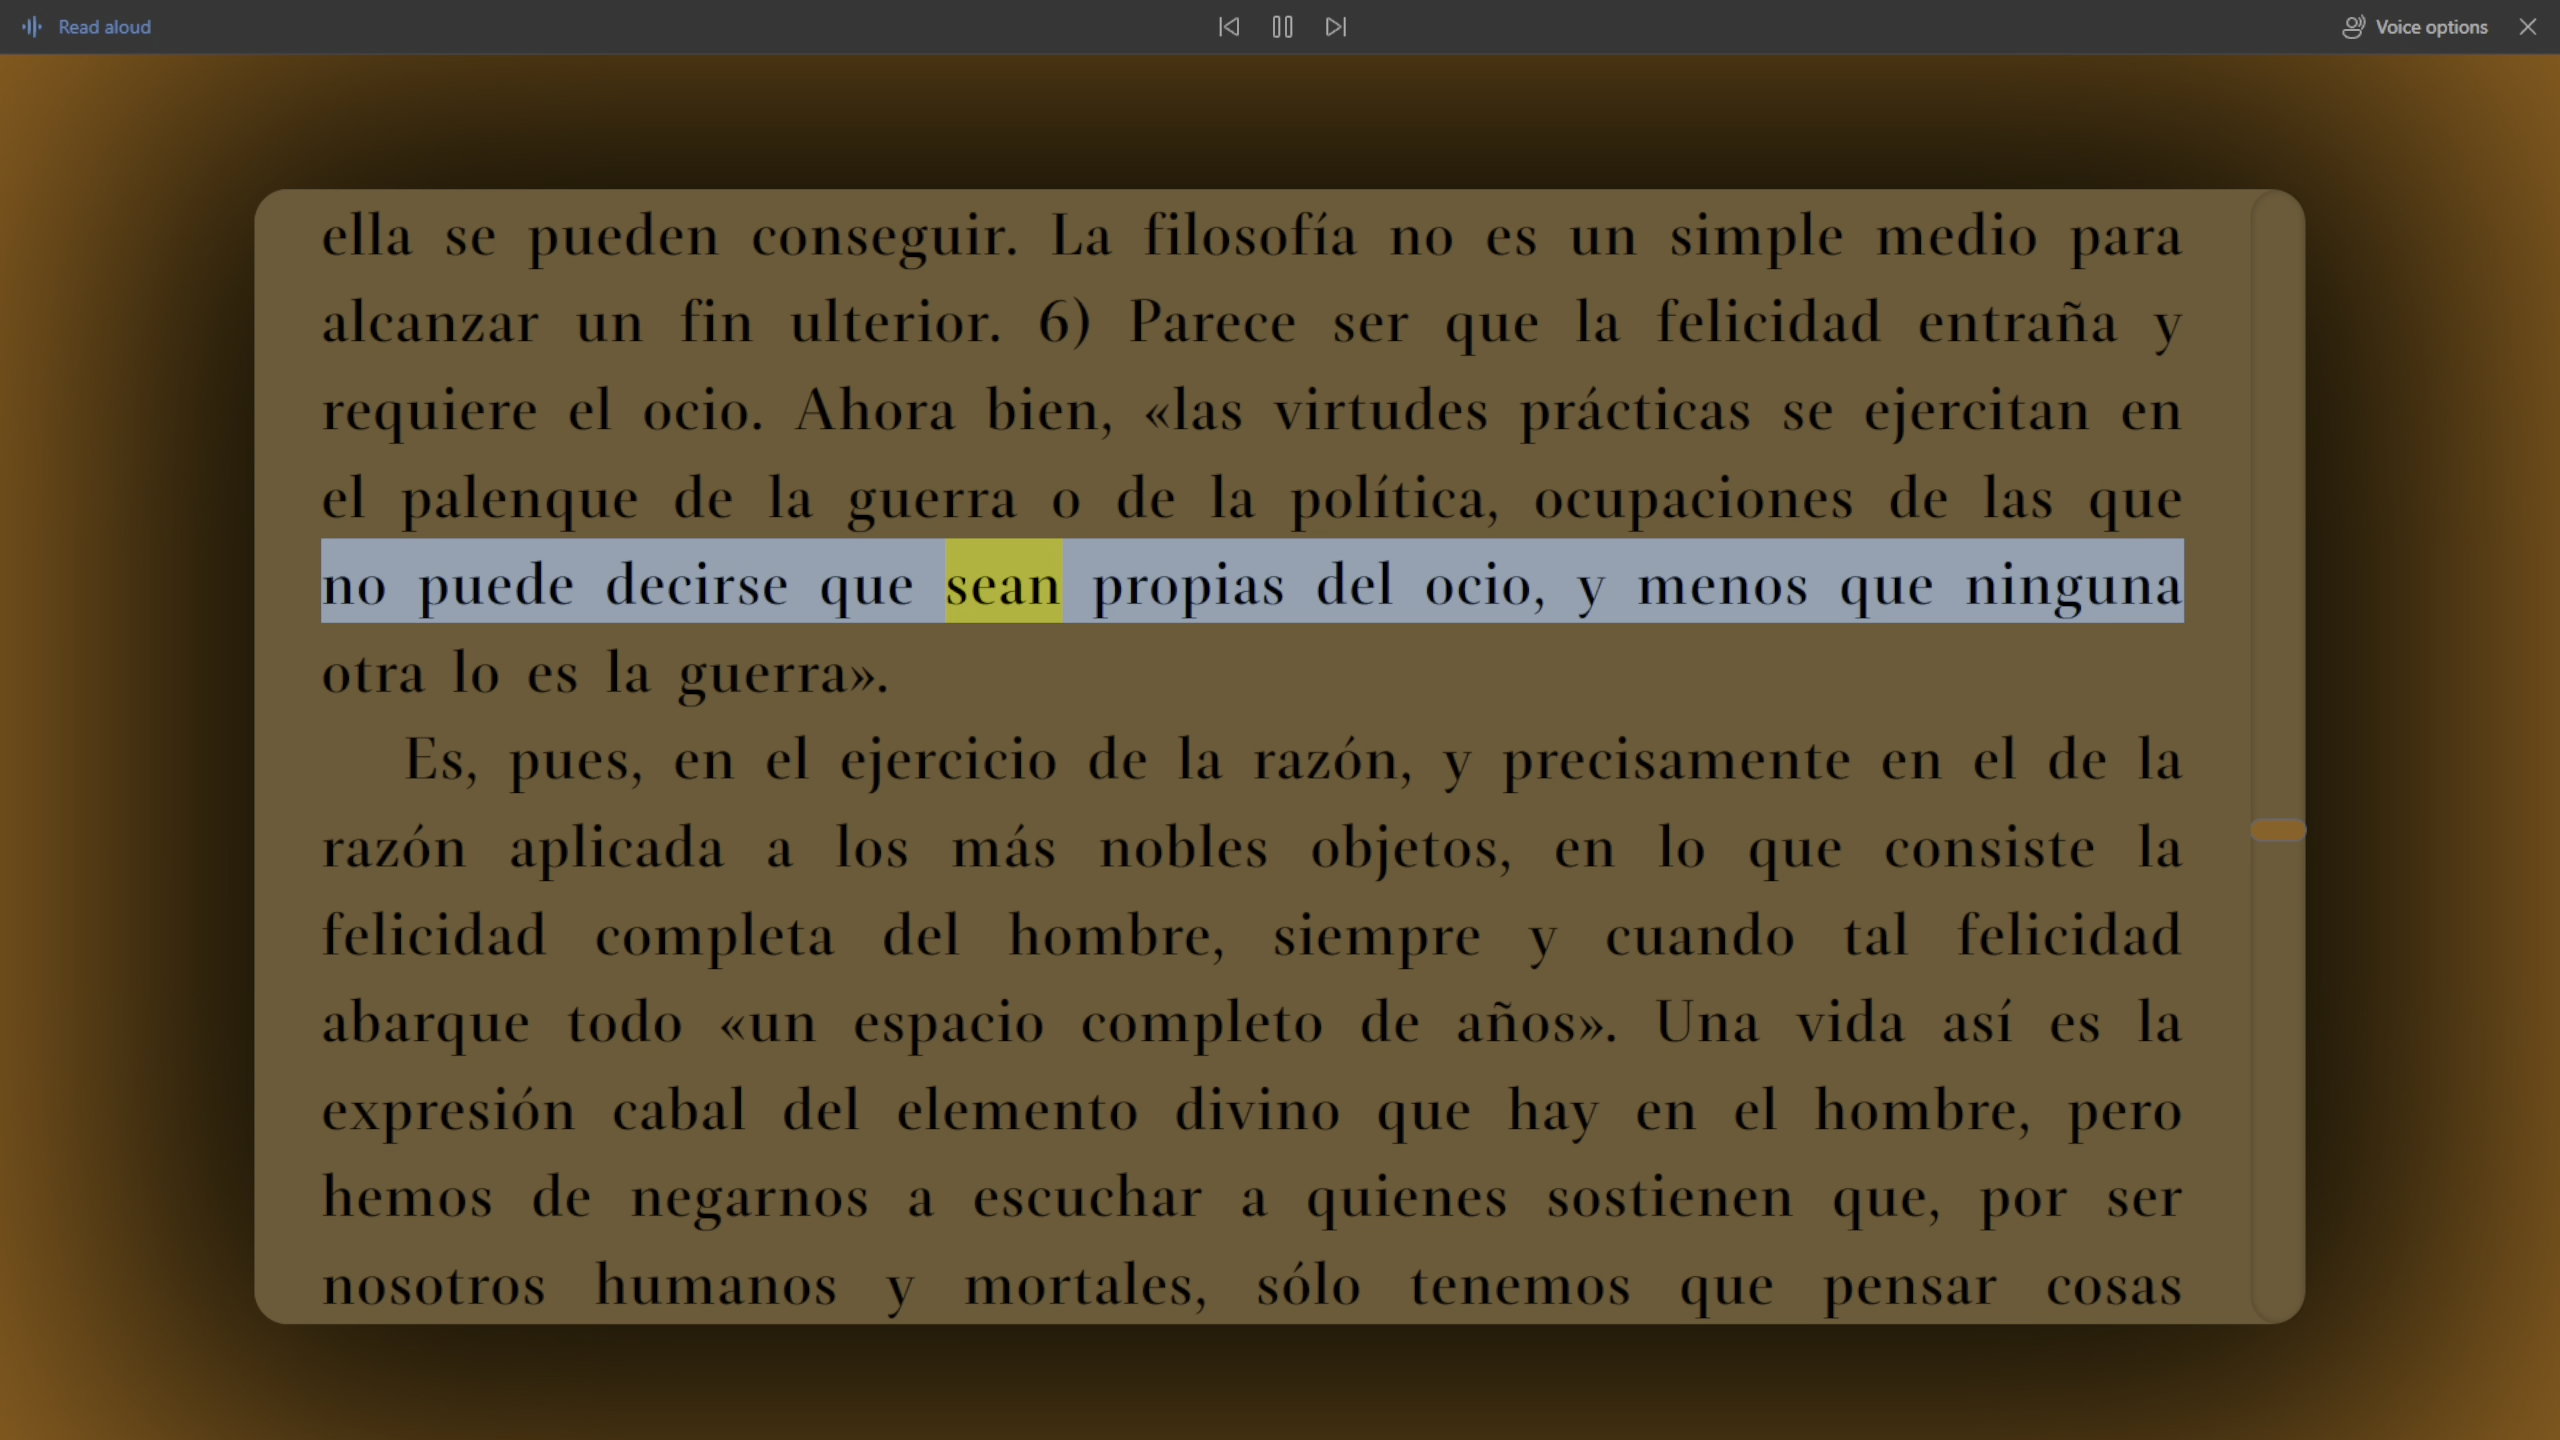 Read aloud
Voice options
ella se pueden conseguir. La filosofía no es un simple medio para
alcanzar un fin ulterior. 6) Parece ser que la felicidad entraña y
requiere el ocio. Ahora bien, «las virtudes prácticas se ejercitan en
el palenque de la guerra o de la política, ocupaciones de las que
no puede decirse que sean propias del ocio, y menos que ninguna
otra lo es la guerra».
Es, pues, en el ejercicio de la razón, y precisamente en el de la
razón aplicada a los más nobles objetos, en lo que consiste la
felicidad completa del hombre, siempre y cuando tal felicidad
abarque todo «un espacio completo de años». Una vida así es la
expresión cabal del elemento divino que hay en el hombre, pero
hemos de negarnos a escuchar a quienes sostienen que, por ser
nosotros humanos y mortales, sólo tenemos que pensar cosas